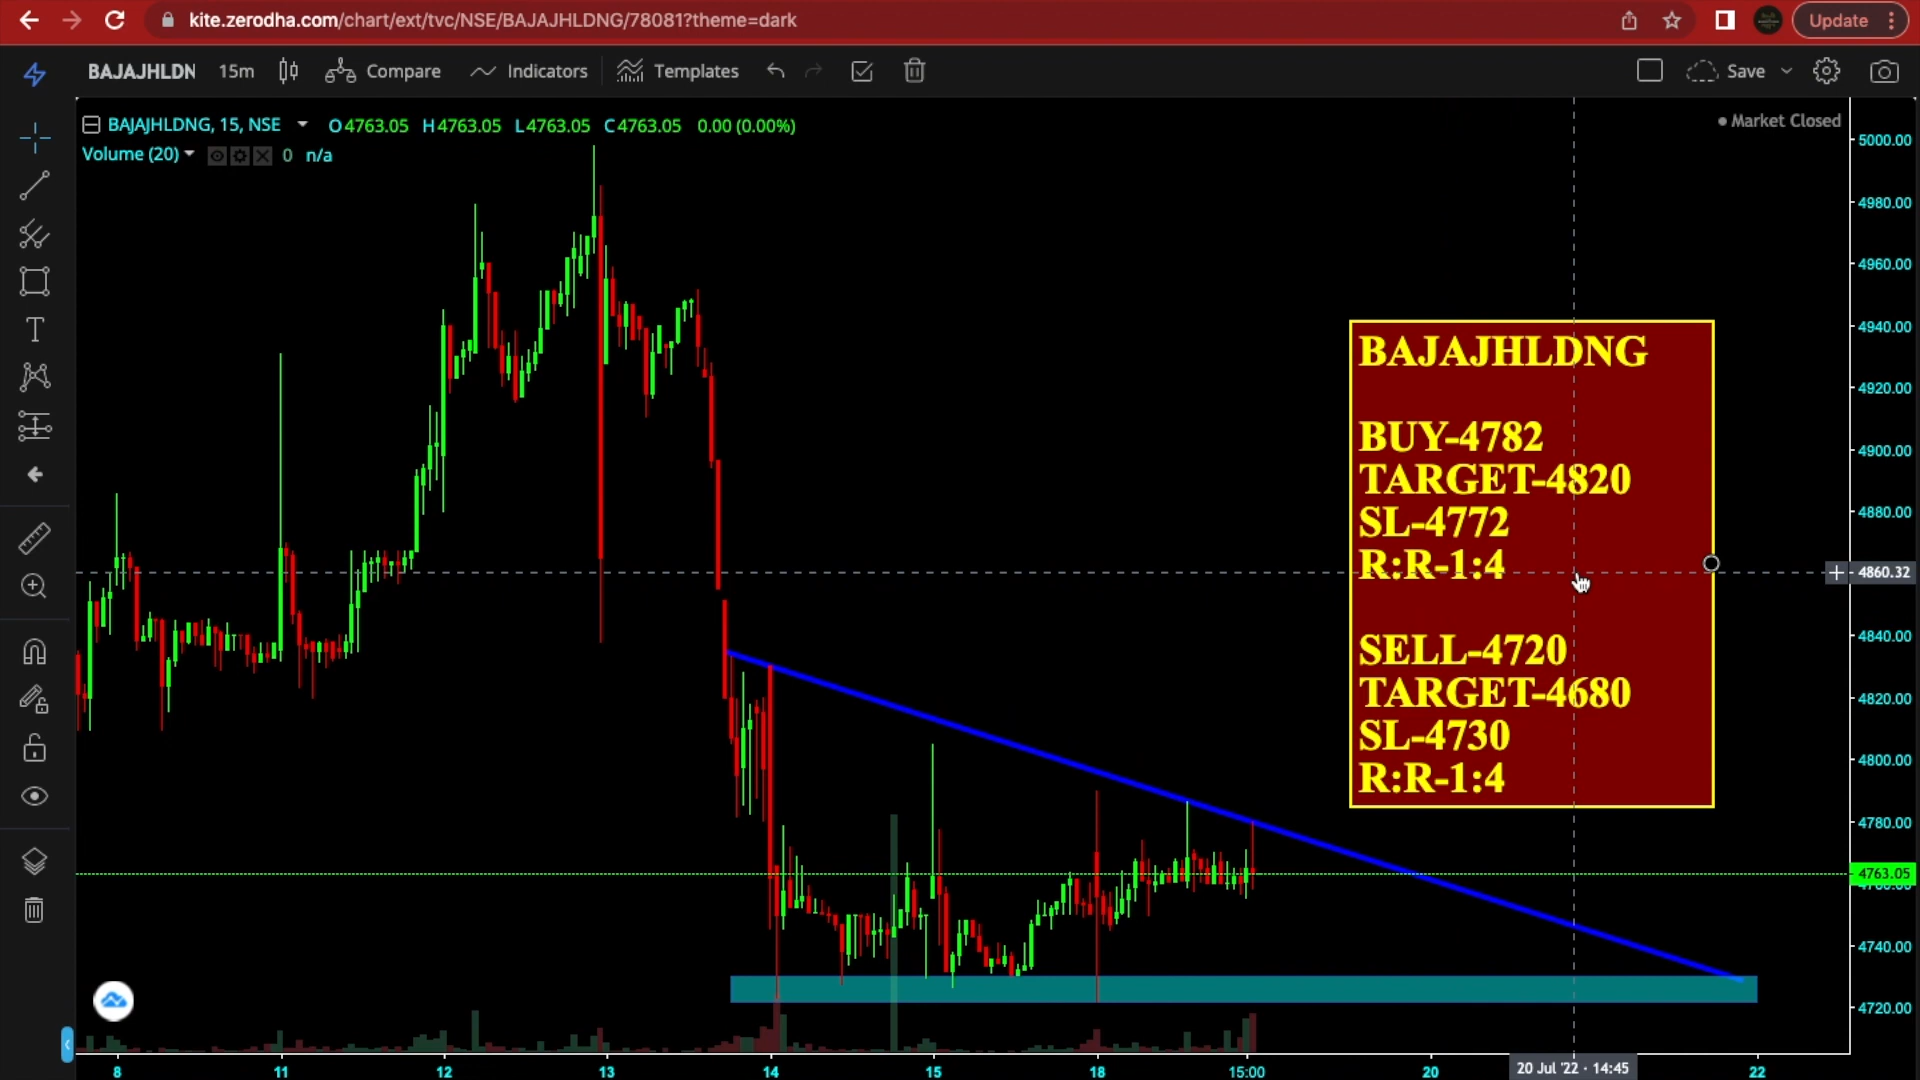 kite.zerodha.com/chart/ext/tvc/NSE/BAJAJHLDNG/78081?theme=dark
Update
BAJAJHLDN 15m Compare Indicators Templates Save
BAJAJHLDNG, 15, NSE O4763.05 H4763.05 L4763.05 C4763.05 0.00 (0.00%)
Market Closed
Volume (20) 0 n/a
5000.00
4980.00
4960.00
4940.00
4920.00
4900.00
4880.00
4860.32
4840.00
4820.00
4800.00
4780.00
4763.05
4740.00
4720.00
BAJAJHLDNG
BUY-4782
TARGET-4820
SL-4772
R:R-1:4
SELL-4720
TARGET-4680
SL-4730
R:R-1:4
T
8 11 12 13 14 15 18 15:00 20 20 Jul '22 · 14:45 22